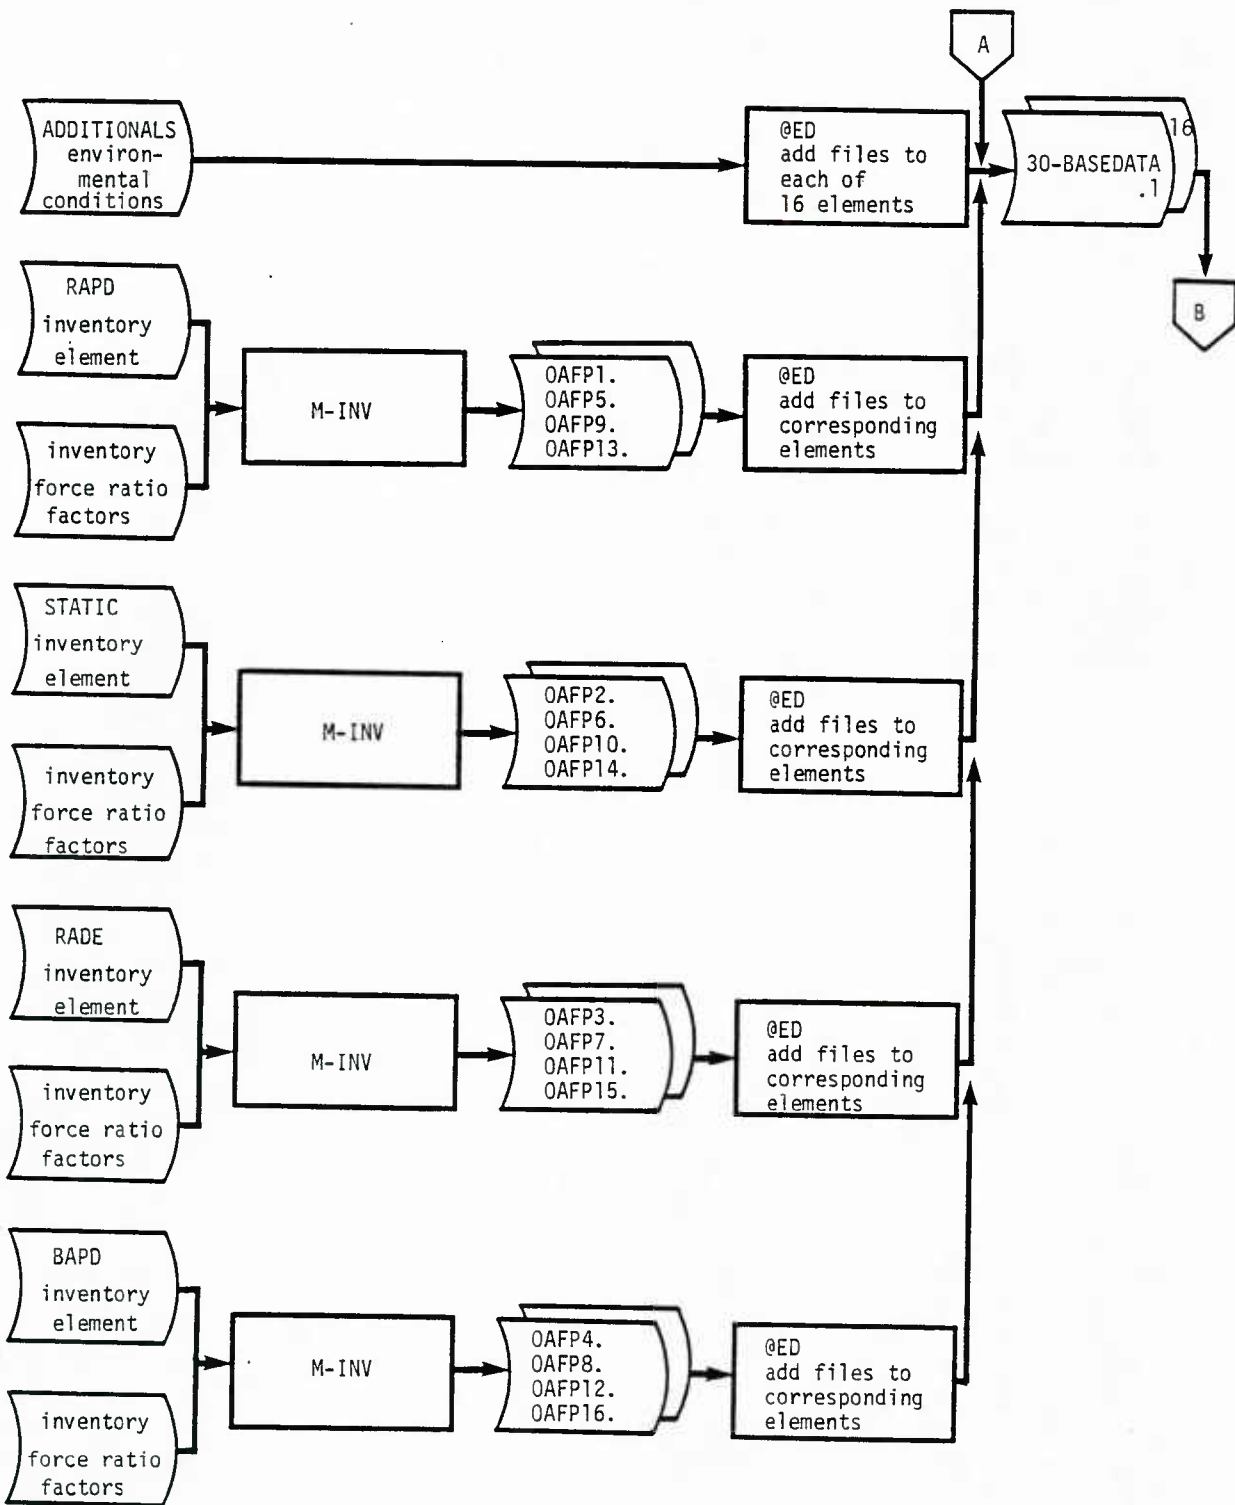 A
ADDITIONALS
environ-
mental
conditions
@ED
add files to
each of
16 elements
16
30-BASEDATA
.1
B
RAPD
inventory
element
inventory
force ratio
factors
M-INV
OAFP1.
OAFP5.
OAFP9.
OAFP13.
@ED
add files to
corresponding
elements
STATIC
inventory
element
inventory
force ratio
factors
M-INV
OAFP2.
OAFP6.
OAFP10.
OAFP14.
@ED
add files to
corresponding
elements
RADE
inventory
element
inventory
force ratio
factors
M-INV
OAFP3.
OAFP7.
OAFP11.
OAFP15.
@ED
add files to
corresponding
elements
BAPD
inventory
element
inventory
force ratio
factors
M-INV
OAFP4.
OAFP8.
OAFP12.
OAFP16.
@ED
add files to
corresponding
elements